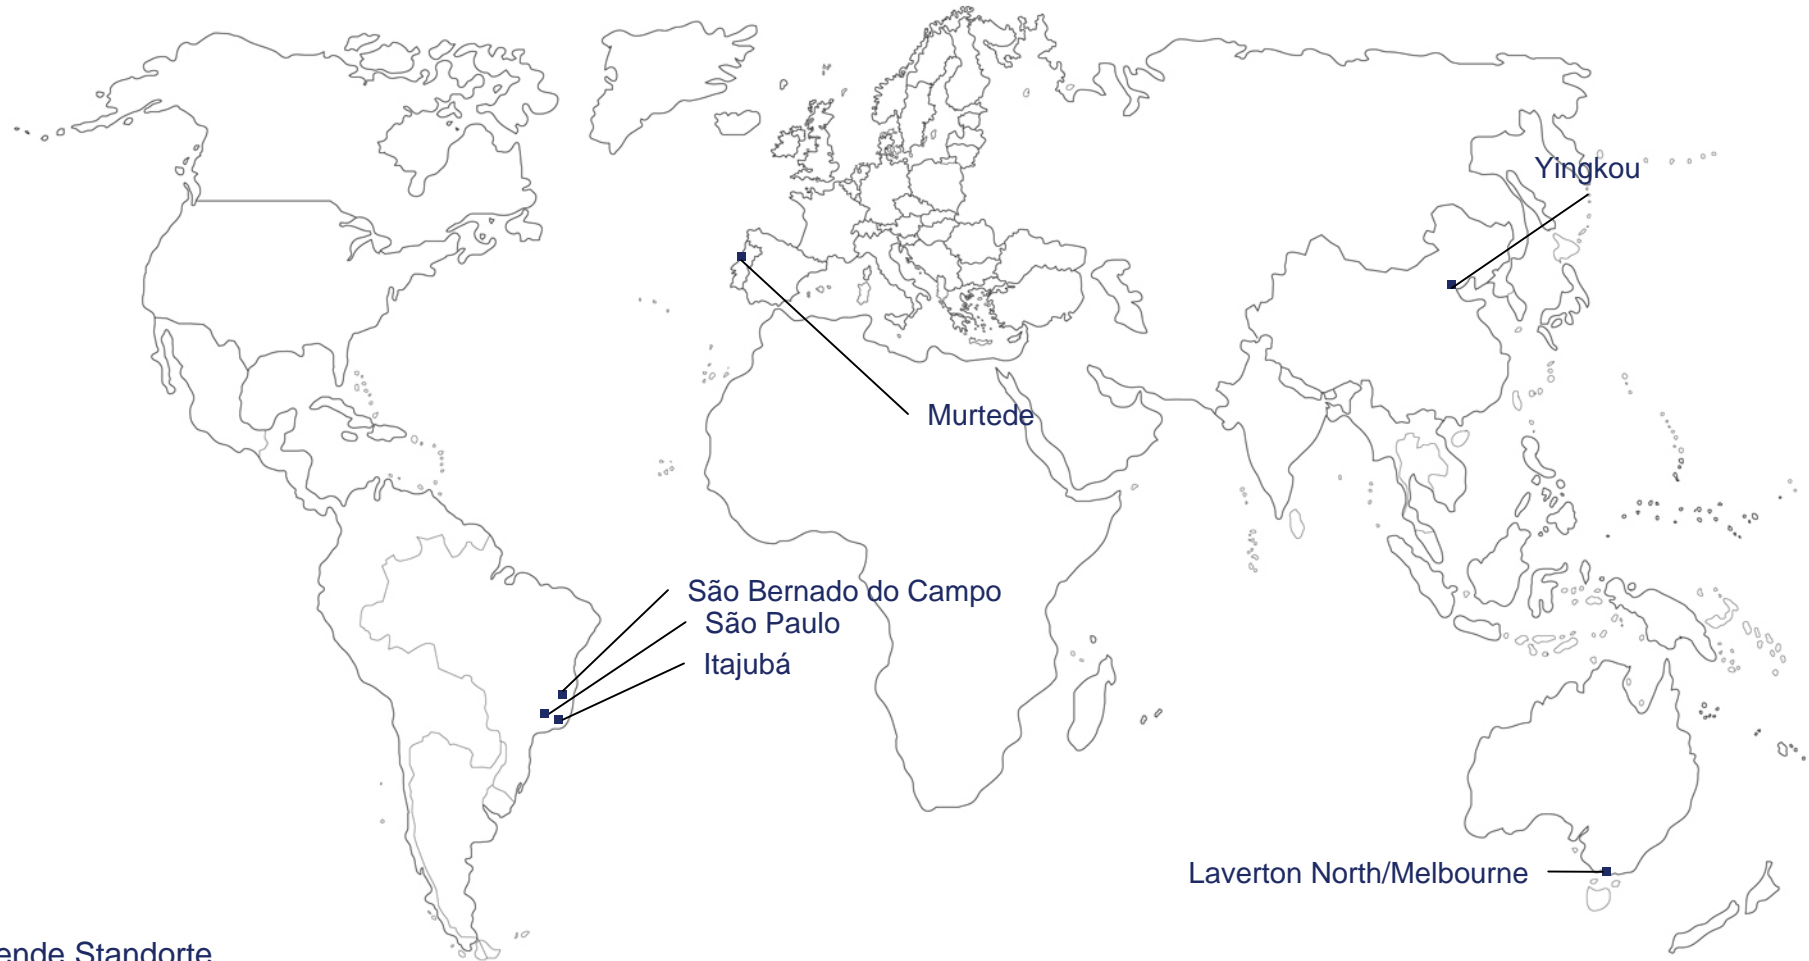 Yingkou
Murtede
São Bernado do Campo
São Paulo
Itajubá
Laverton North/Melbourne
ende Standorte